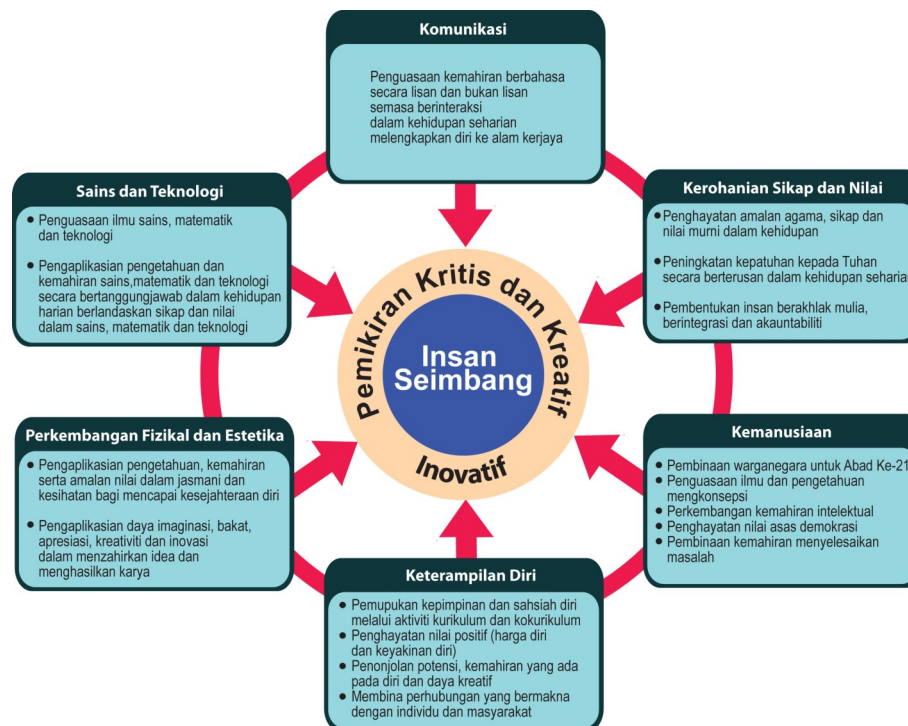 Komunikasi
Penguasaan kemahiran berbahasa
secara lisan dan bukan lisan
semasa berinteraksi
dalam kehidupan seharian
melengkapkan diri ke alam kerjaya
Sains dan Teknologi
• Penguasaan ilmu sains, matematik
dan teknologi
• Pengaplikasian pengetahuan dan
kemahiran sains,matematik dan teknologi
secara bertanggungjawab dalam kehidupan
harian berlandaskan sikap dan nilai
dalam sains, matematik dan teknologi
Kerohanian Sikap dan Nilai
• Penghayatan amalan agama, sikap dan
nilai murni dalam kehidupan
• Peningkatan kepatuhan kepada Tuhan
secara berterusan dalam kehidupan seharian
• Pembentukan insan berakhlak mulia,
berintegrasi dan akauntabiliti
Pemikiran Kritis dan Kreatif
Insan
Seimbang
Inovatif
Perkembangan Fizikal dan Estetika
• Pengaplikasian pengetahuan, kemahiran
serta amalan nilai dalam jasmani dan
kesihatan bagi mencapai kesejahteraan diri
• Pengaplikasian daya imaginasi, bakat,
apresiasi, kreativiti dan inovasi
dalam menzahirkan idea dan
menghasilkan karya
Kemanusiaan
• Pembinaan warganegara untuk Abad Ke-21
• Penguasaan ilmu dan pengetahuan
mengkonsepsi
• Perkembangan kemahiran intelektual
• Penghayatan nilai asas demokrasi
• Pembinaan kemahiran menyelesaikan
masalah
Keterampilan Diri
• Pemupukan kepimpinan dan sahsiah diri
melalui aktiviti kurikulum dan kokurikulum
• Penghayatan nilai positif (harga diri
dan keyakinan diri)
• Penonjolan potensi, kemahiran yang ada
pada diri dan daya kreatif
• Membina perhubungan yang bermakna
dengan individu dan masyarakat